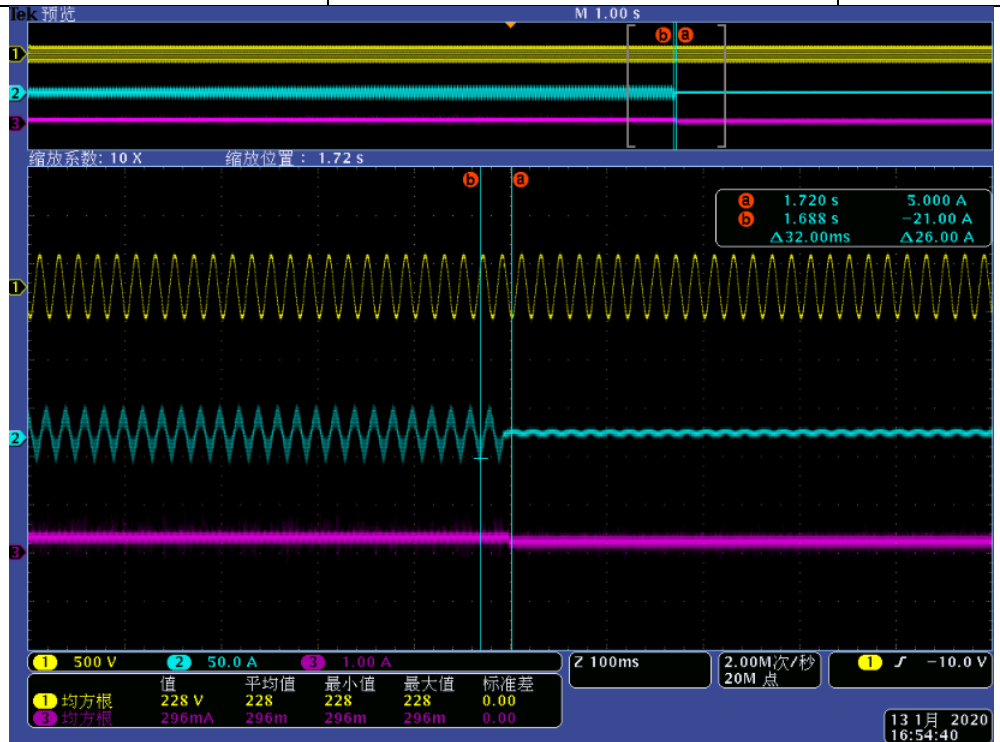 Tek 预览 M 1.00 s
b a
1
2
3
缩放系数: 10 X 缩放位置: 1.72 s
b a
a 1.720 s 5.000 A
b 1.688 s -21.00 A
Δ32.00ms Δ26.00 A
1
2
3
1 500 V 2 50.0 A 3 1.00 A Z 100ms 2.00M次/秒 1 -10.0 V
20M 点
值 平均值 最小值 最大值 标准差
1 均方根 228 V 228 228 228 0.00
3 均方根 296mA 296m 296m 296m 0.00
13 1月 2020
16:54:40